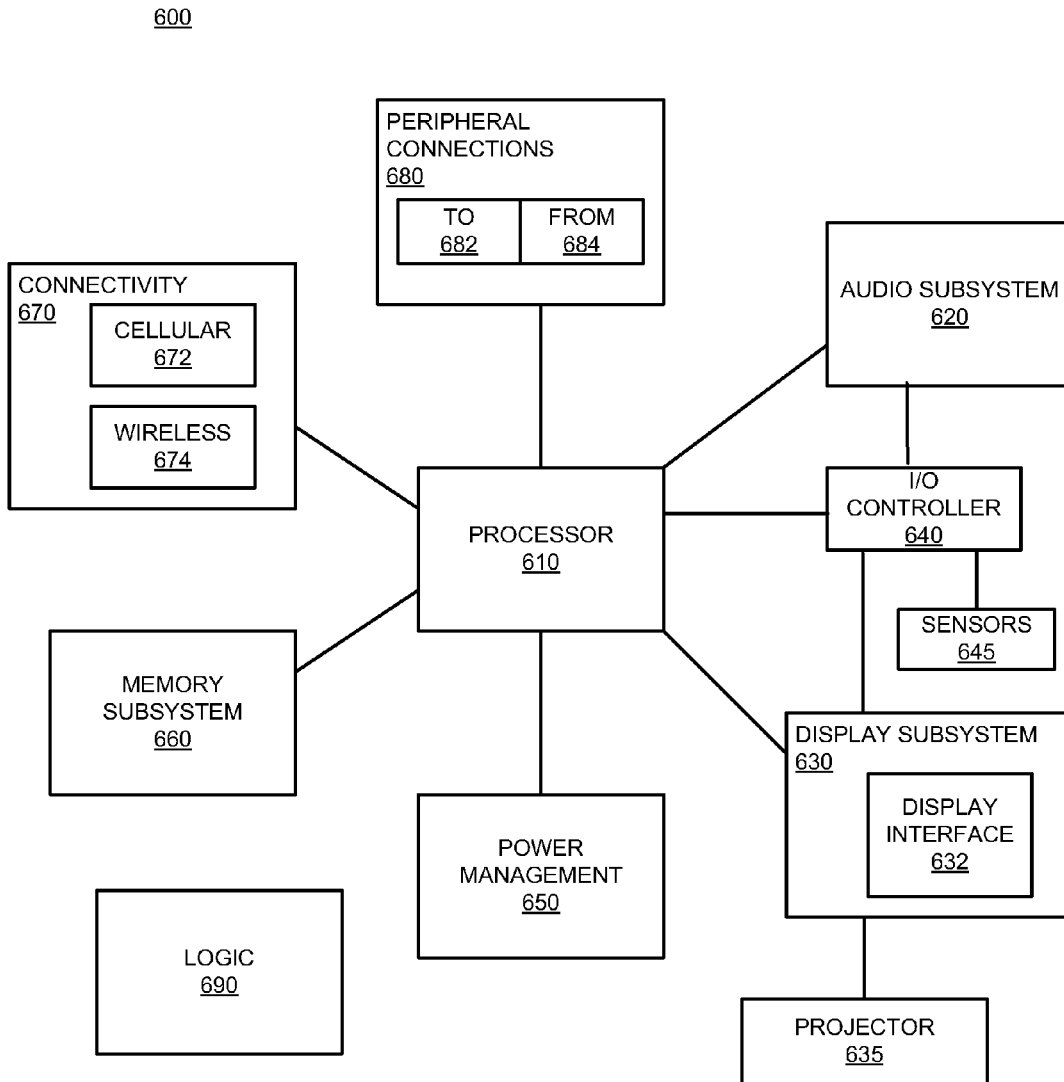 600
PERIPHERAL
CONNECTIONS
680
TO
682
FROM
684
CONNECTIVITY
670
CELLULAR
672
WIRELESS
674
AUDIO SUBSYSTEM
620
PROCESSOR
610
I/O
CONTROLLER
640
SENSORS
645
MEMORY
SUBSYSTEM
660
DISPLAY SUBSYSTEM
630
DISPLAY
INTERFACE
632
POWER
MANAGEMENT
650
LOGIC
690
PROJECTOR
635